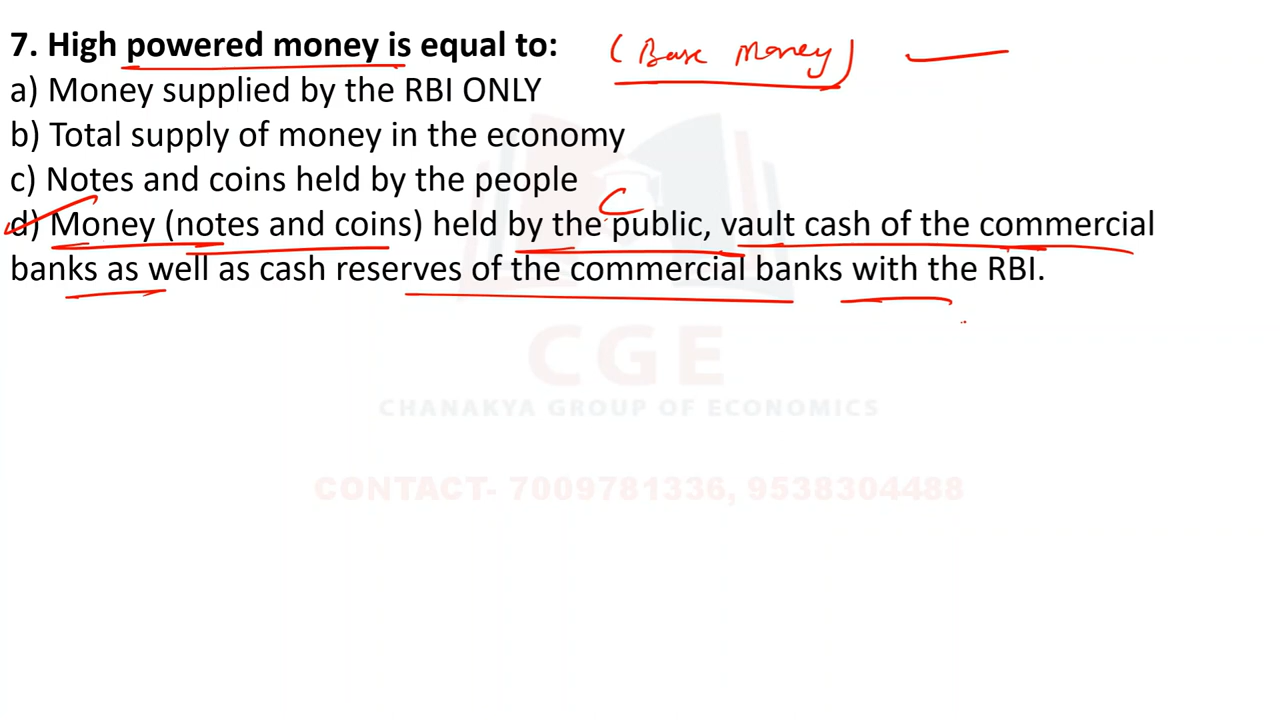 7. High powered money is equal to: (Base Money)
a) Money supplied by the RBI ONLY
b) Total supply of money in the economy
c) Notes and coins held by the people
C
d) Money (notes and coins) held by the public, vault cash of the commercial
banks as well as cash reserves of the commercial banks with the RBI.
CGE
CHANAKYA GROUP OF ECONOMICS
CONTACT- 7009781336, 9538304488